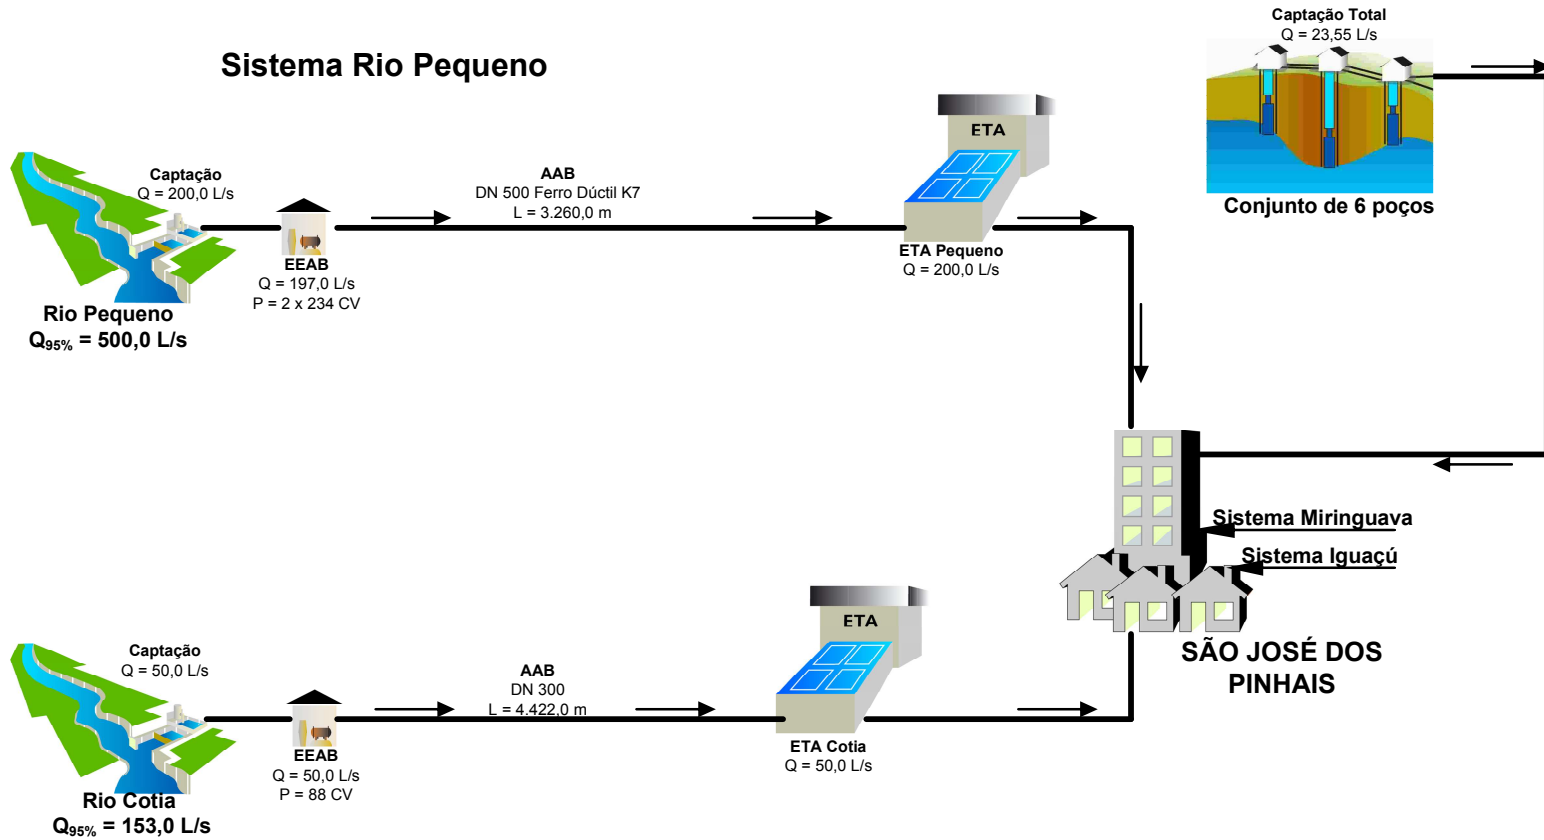 Sistema Rio Pequeno
Captação Total
Q = 23,55 L/s
Conjunto de 6 poços
Captação
Q = 200,0 L/s
Rio Pequeno
Q95% = 500,0 L/s
EEAB
Q = 197,0 L/s
P = 2 x 234 CV
AAB
DN 500 Ferro Dúctil K7
L = 3.260,0 m
ETA
ETA Pequeno
Q = 200,0 L/s
Sistema Miringuava
Sistema Iguaçú
SÃO JOSÉ DOS
PINHAIS
Captação
Q = 50,0 L/s
Rio Cotia
Q95% = 153,0 L/s
EEAB
Q = 50,0 L/s
P = 88 CV
AAB
DN 300
L = 4.422,0 m
ETA
ETA Cotia
Q = 50,0 L/s